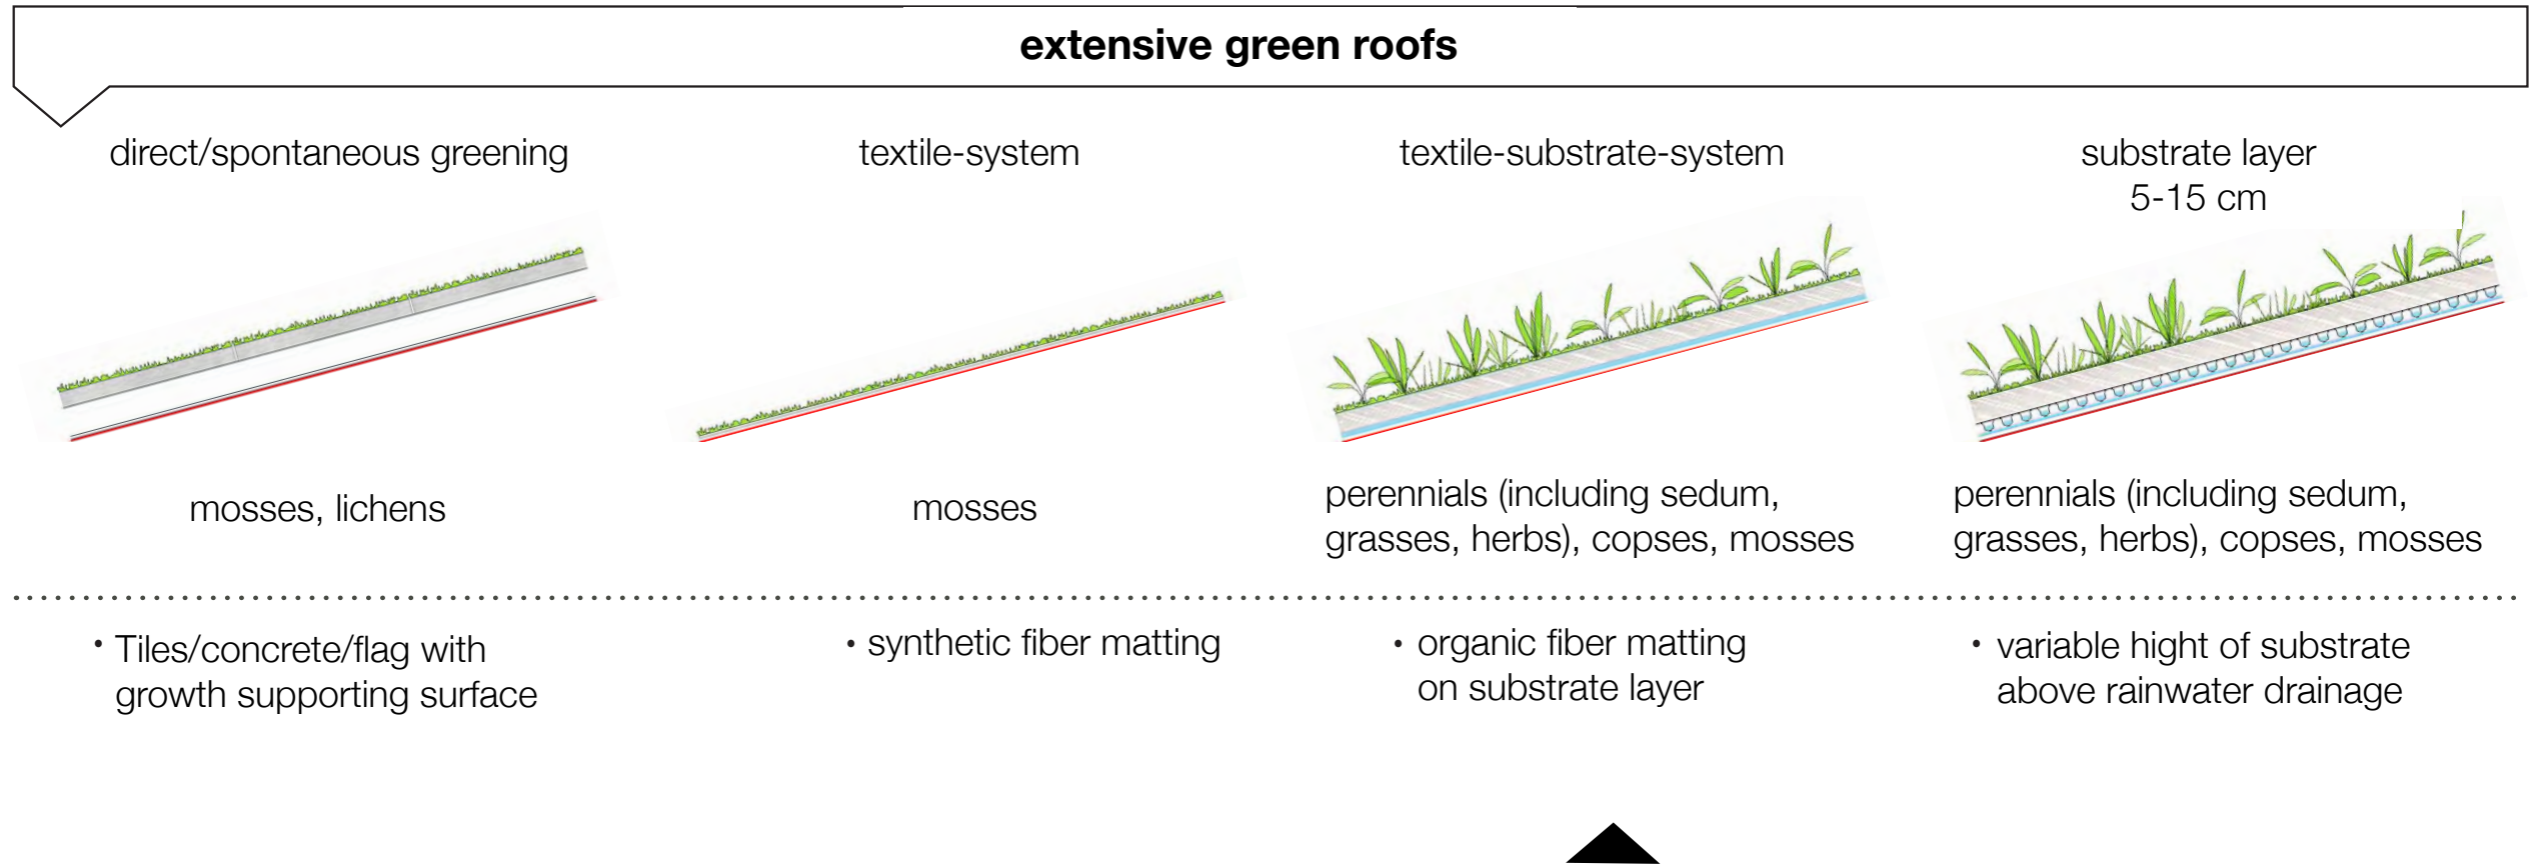 extensive green roofs
direct/spontaneous greening
textile-system
textile-substrate-system
substrate layer
5-15 cm
mosses, lichens
mosses
perennials (including sedum,
grasses, herbs), copses, mosses
perennials (including sedum,
grasses, herbs), copses, mosses
• Tiles/concrete/flag with
growth supporting surface
• synthetic fiber matting
• organic fiber matting
on substrate layer
• variable hight of substrate
above rainwater drainage